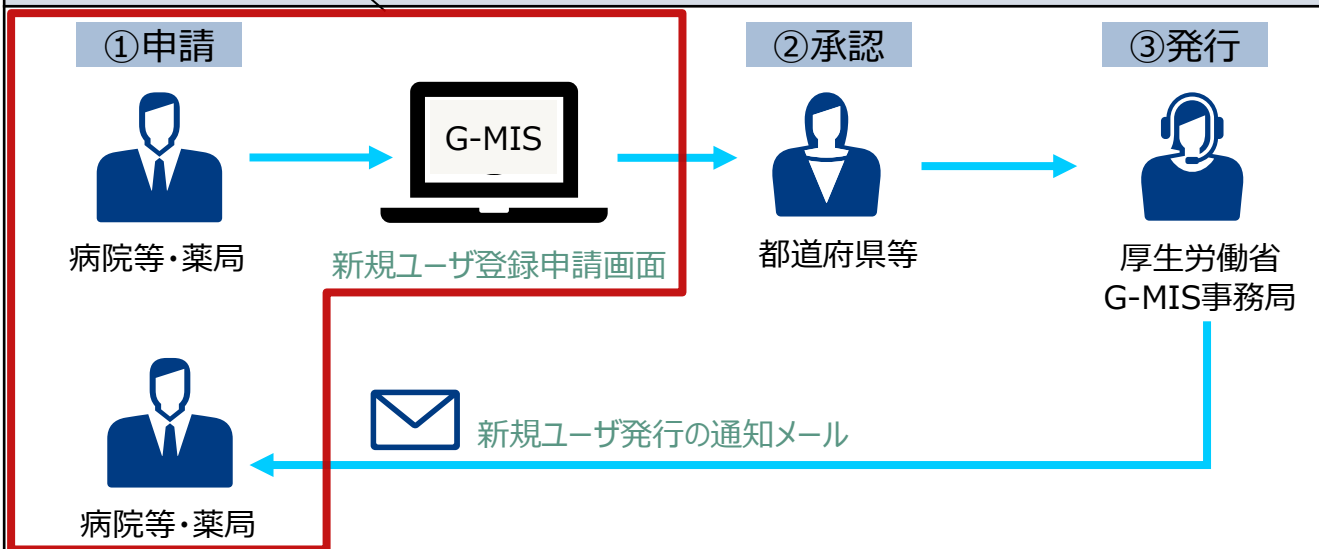 ①申請
②承認
③発行
G-MIS
病院等・薬局
新規ユーザ登録申請画面
都道府県等
厚生労働省
G-MIS事務局
新規ユーザ発行の通知メール
病院等・薬局